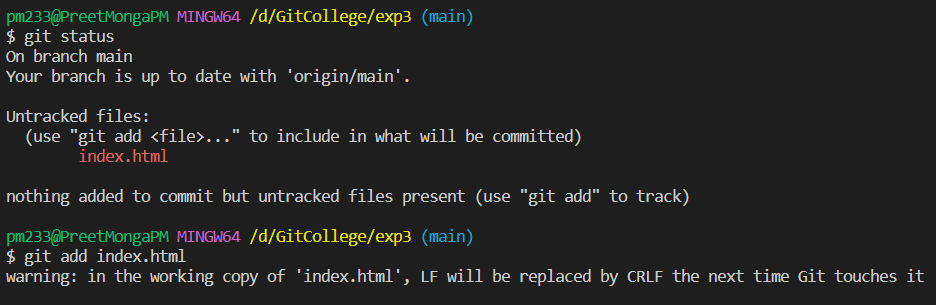 pm233@PreetMongaPM MINGW64 /d/GitCollege/exp3 (main)
$ git status
On branch main
Your branch is up to date with 'origin/main'.
Untracked files:
(use "git add <file>..." to include in what will be committed)
index.html
nothing added to commit but untracked files present (use "git add" to track)
pm233@PreetMongaPM MINGW64 /d/GitCollege/exp3 (main)
$ git add index.html
warning: in the working copy of 'index.html', LF will be replaced by CRLF the next time Git touches it